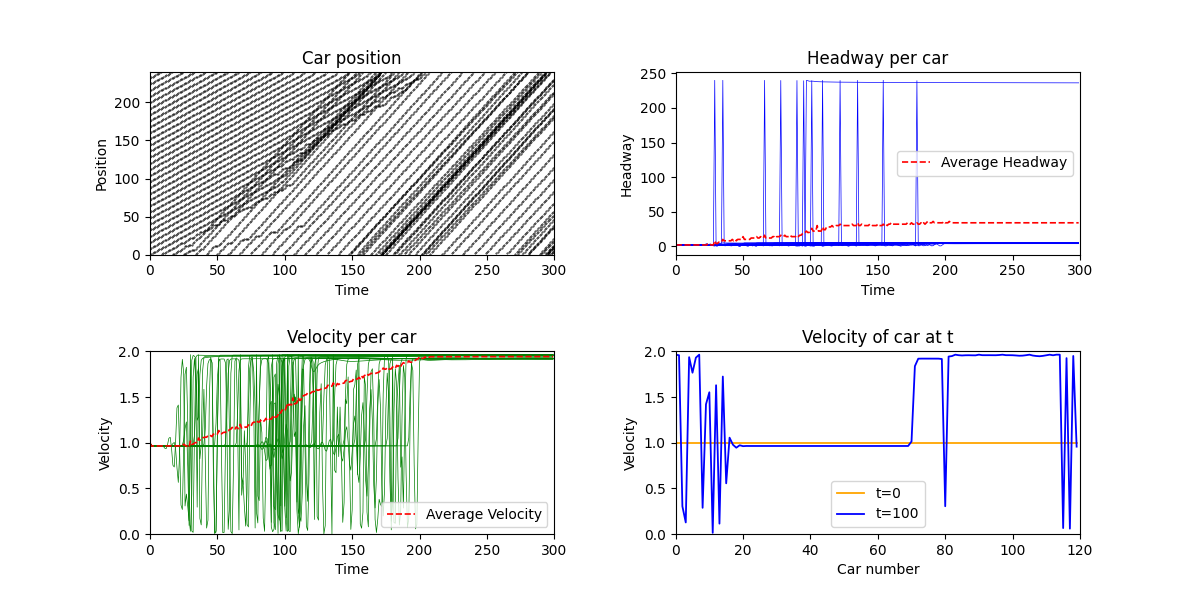 Car position
Position
200
150
100
50
0
0 50 100 150 200 250 300
Time
Headway per car
Headway
250
200
150
100
50
0
Average Headway
0 50 100 150 200 250 300
Time
Velocity per car
Velocity
2.0
1.5
1.0
0.5
0.0
Average Velocity
0 50 100 150 200 250 300
Time
Velocity of car at t
Velocity
2.0
1.5
1.0
0.5
0.0
t=0
t=100
0 20 40 60 80 100 120
Car number